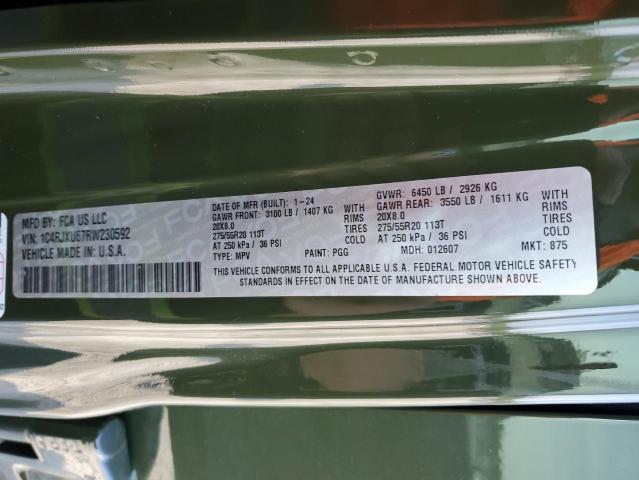 MFD BY: FCA US LLC
VIN: 1C4RJXU67RW230592
VEHICLE MADE IN: U.S.A.
DATE OF MFR (BUILT): 1-24
GAWR FRONT: 3100 LB / 1407 KG
20X8.0
275/55R20 113T
AT 250 kPa / 36 PSI
TYPE: MPV
WITH
RIMS
TIRES
COLD
PAINT: PGG
GVWR: 6450 LB / 2926 KG
GAWR REAR: 3550 LB / 1611 KG
20X8.0
275/55R20 113T
AT 250 kPa / 36 PSI
MDH: 012607
WITH
RIMS
TIRES
COLD
MKT: 875
THIS VEHICLE CONFORMS TO ALL APPLICABLE U.S.A. FEDERAL MOTOR VEHICLE SAFETY
STANDARDS IN EFFECT ON THE DATE OF MANUFACTURE SHOWN ABOVE.